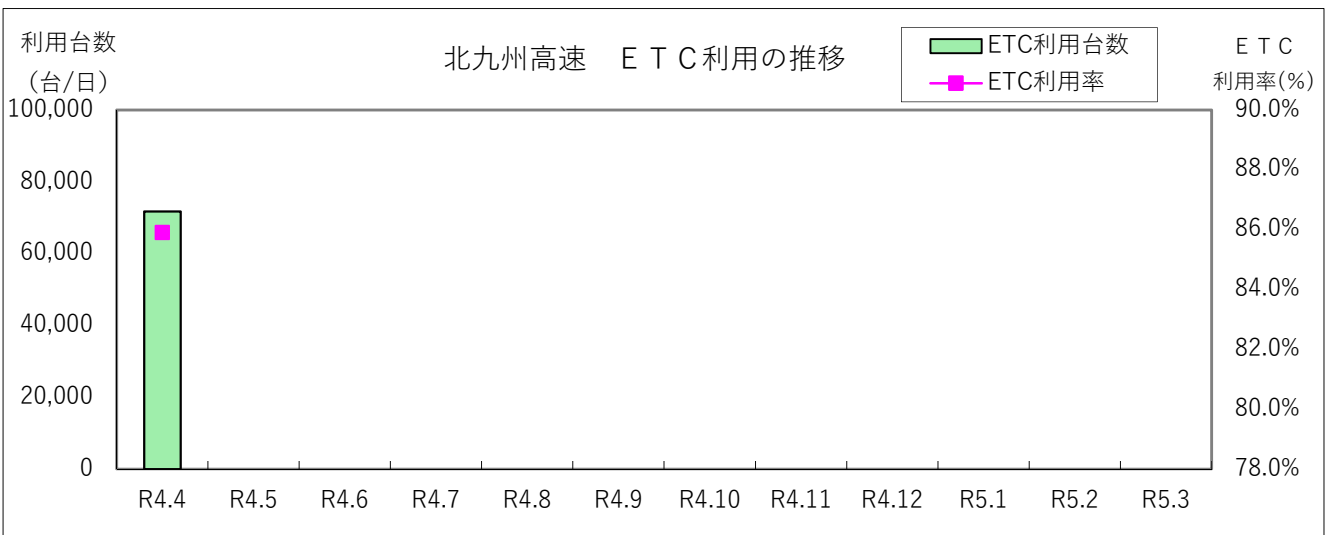 利用台数
(台/日)
北九州高速　ＥＴＣ利用の推移
ETC利用台数
ETC利用率
ＥＴＣ
利用率(%)
100,000
80,000
60,000
40,000
20,000
0
90.0%
88.0%
86.0%
84.0%
82.0%
80.0%
78.0%
R4.4 R4.5 R4.6 R4.7 R4.8 R4.9 R4.10 R4.11 R4.12 R5.1 R5.2 R5.3